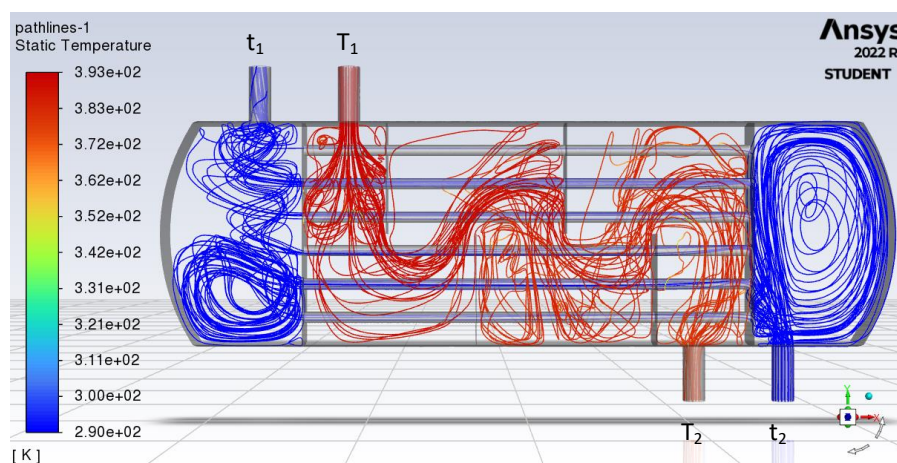 pathlines-1
Static Temperature
t1
T1
Ansys
2022 R
STUDENT
3.93e+02
3.83e+02
3.72e+02
3.62e+02
3.52e+02
3.42e+02
3.31e+02
3.21e+02
3.11e+02
3.00e+02
2.90e+02
[ K ]
T2
t2
Y
X